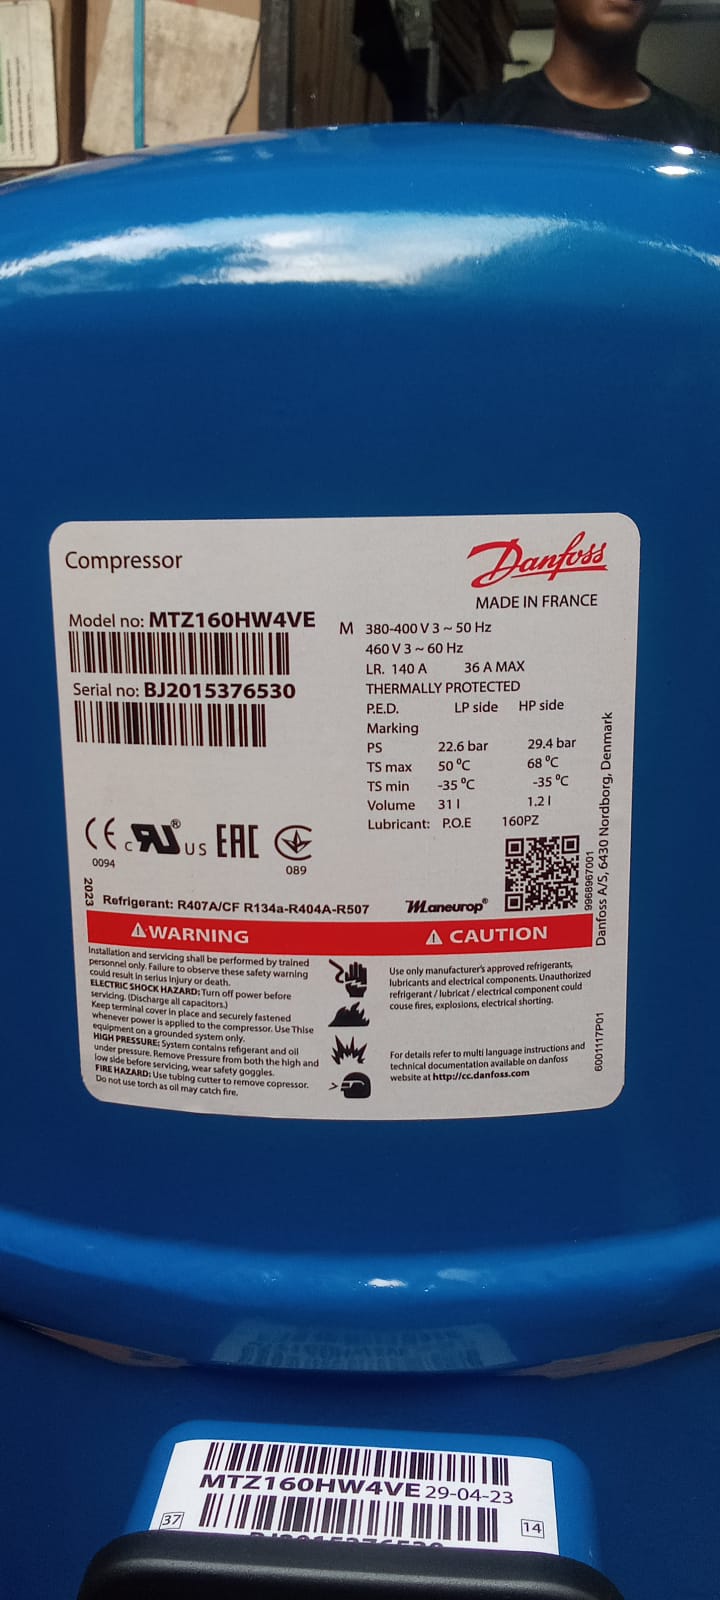 Compressor
Danfoss
MADE IN FRANCE
Model no: MTZ160HW4VE
Serial no: BJ2015376530
M 380-400 V 3 ~ 50 Hz
460 V 3 ~ 60 Hz
LR. 140 A 36 A MAX
THERMALLY PROTECTED
P.E.D. LP side HP side
Marking
PS 22.6 bar 29.4 bar
TS max 50 ⁰C 68 ⁰C
TS min -35 ⁰C -35 ⁰C
Volume 31 l 1.2 l
Lubricant: P.O.E 160PZ
CE
0094
c RU ® US
EAC
089
2023
Refrigerant: R407A/CF R134a-R404A-R507
Maneurop®
9968967001
Danfoss A/S, 6430 Nordborg, Denmark
WARNING
CAUTION
Installation and servicing shall be performed by trained
personnel only. Failure to observe these safety warning
could result in serius injury or death.
ELECTRIC SHOCK HAZARD; Turn off power before
servicing. (Discharge all capacitors.)
Keep terminal cover in place and securely fastened
whenever power is applied to the compressor. Use Thise
equipment on a grounded system only.
HIGH PRESSURE; System contains refrigerant and oil
under pressure. Remove Pressure from both the high and
low side before servicing, wear safety goggles.
FIRE HAZARD; Use tubing cutter to remove copressor.
Do not use torch as oil may catch fire.
Use only manufacturer's approved refrigerants,
lubricants and electrical components. Unauthorized
refrigerant / lubricat / electrical component could
couse fires, explosions, electrical shorting.
For details refer to multi language instructions and
technical documentation available on danfoss
website at http://cc.danfoss.com
6001117P01
MTZ160HW4VE 29-04-23
37
14